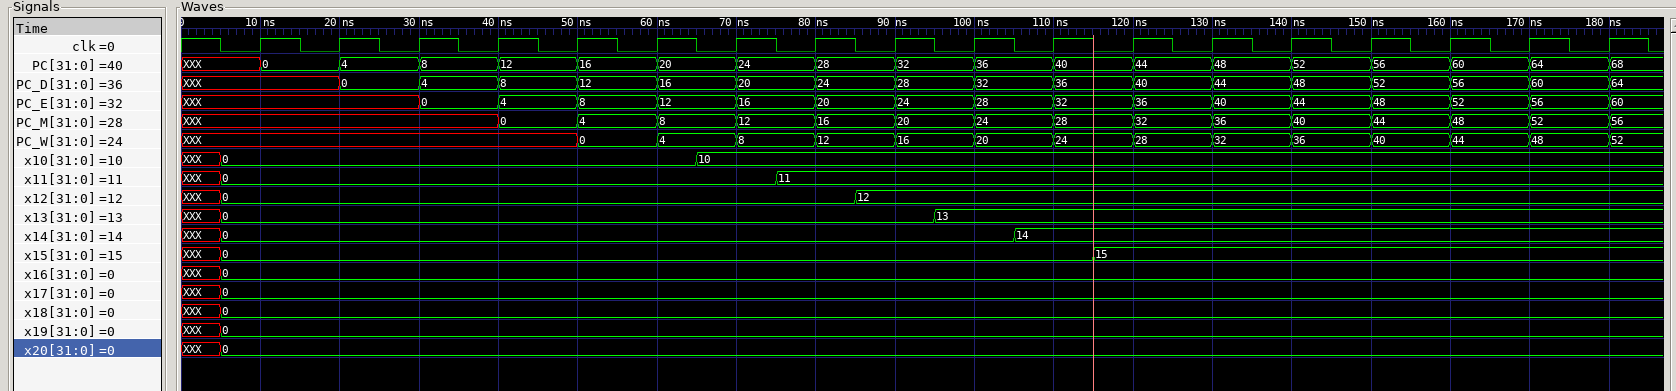 Signals Waves
Time 0 10 ns 20 ns 30 ns 40 ns 50 ns 60 ns 70 ns 80 ns 90 ns 100 ns 110 ns 120 ns 130 ns 140 ns 150 ns 160 ns 170 ns 180 ns
clk =0
PC[31:0] =40 XXX 0 4 8 12 16 20 24 28 32 36 40 44 48 52 56 60 64 68
PC_D[31:0] =36 XXX 0 4 8 12 16 20 24 28 32 36 40 44 48 52 56 60 64
PC_E[31:0] =32 XXX 0 4 8 12 16 20 24 28 32 36 40 44 48 52 56 60
PC_M[31:0] =28 XXX 0 4 8 12 16 20 24 28 32 36 40 44 48 52 56
PC_W[31:0] =24 XXX 0 4 8 12 16 20 24 28 32 36 40 44 48 52
x10[31:0] =10 XXX 0 10
x11[31:0] =11 XXX 0 11
x12[31:0] =12 XXX 0 12
x13[31:0] =13 XXX 0 13
x14[31:0] =14 XXX 0 14
x15[31:0] =15 XXX 0 15
x16[31:0] =0 XXX 0
x17[31:0] =0 XXX 0
x18[31:0] =0 XXX 0
x19[31:0] =0 XXX 0
x20[31:0] =0 XXX 0